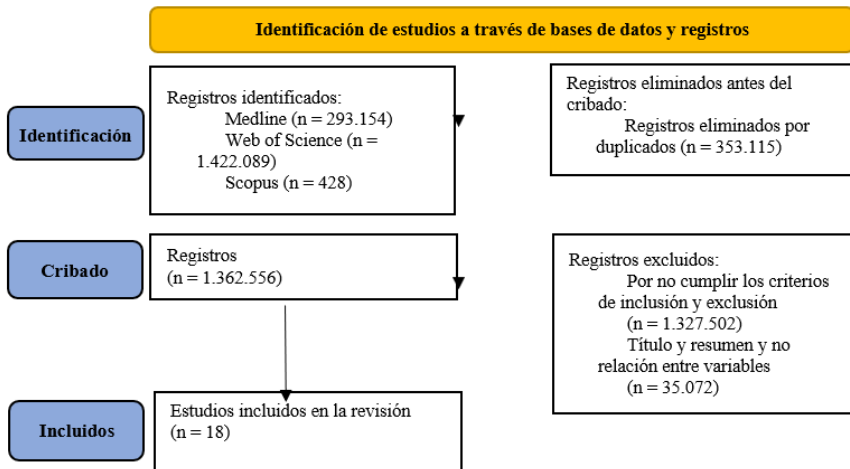 Identificación de estudios a través de bases de datos y registros
Identificación
Registros identificados:
Medline (n = 293.154)
Web of Science (n =
1.422.089)
Scopus (n = 428)
Registros eliminados antes del
cribado:
Registros eliminados por
duplicados (n = 353.115)
Cribado
Registros
(n = 1.362.556)
Registros excluidos:
Por no cumplir los criterios
de inclusión y exclusión
(n = 1.327.502)
Título y resumen y no
relación entre variables
(n = 35.072)
Incluidos
Estudios incluidos en la revisión
(n = 18)